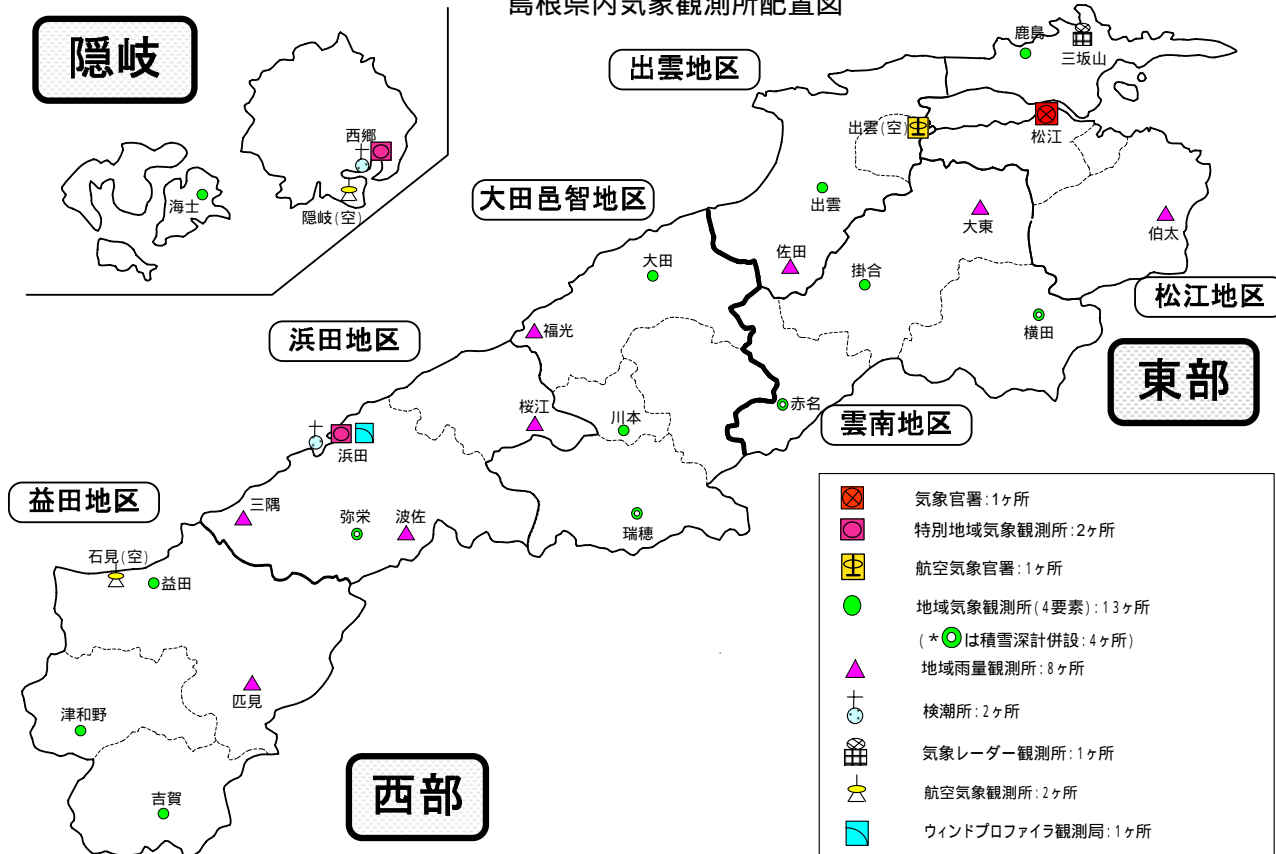 島根県内気象観測所配置図
隠岐
西郷
海士
隠岐(空)
出雲地区
鹿島
三坂山
出雲(空)
松江
大田邑智地区
出雲
大東
伯太
佐田
掛合
大田
松江地区
横田
福光
浜田地区
東部
赤名
桜江
川本
雲南地区
浜田
益田地区
三隅
弥栄
波佐
瑞穂
石見(空)
益田
匹見
津和野
吉賀
西部
気象官署:1ヶ所
特別地域気象観測所:2ヶ所
航空気象官署:1ヶ所
地域気象観測所(4要素):13ヶ所
(*は積雪深計併設:4ヶ所)
地域雨量観測所:8ヶ所
検潮所:2ヶ所
気象レーダー観測所:1ヶ所
航空気象観測所:2ヶ所
ウィンドプロファイラ観測局:1ヶ所